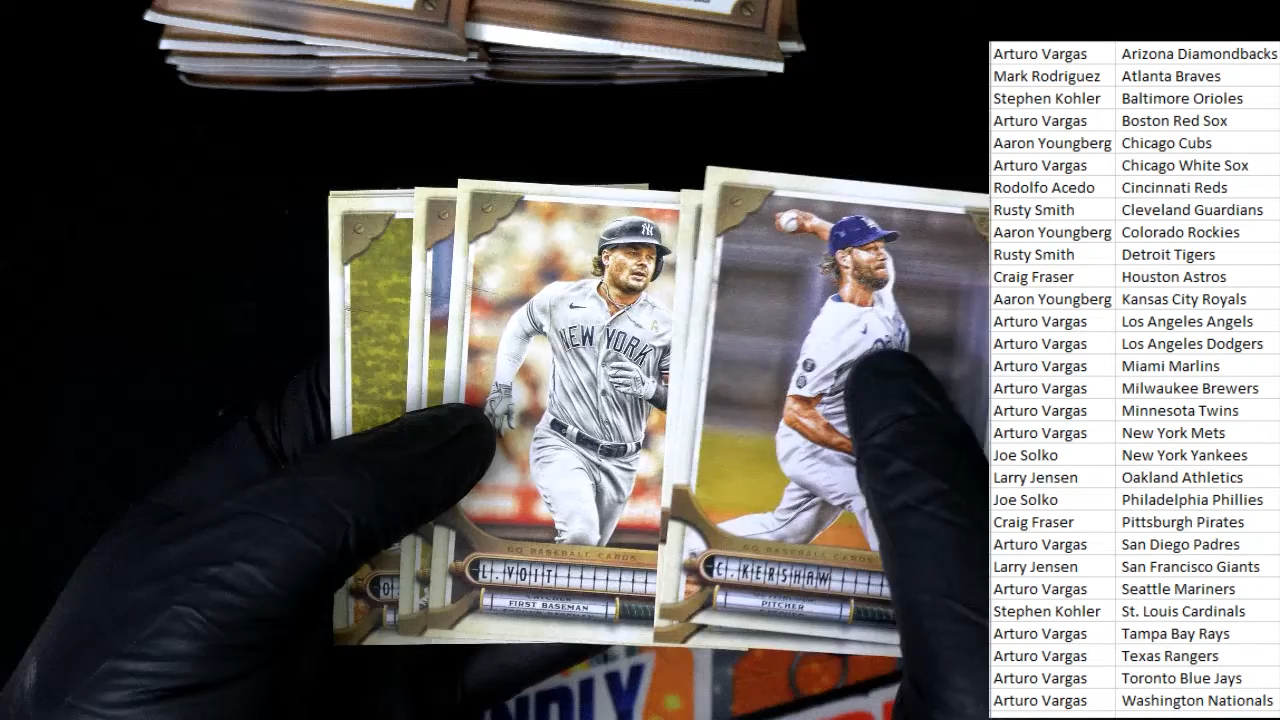 Arturo Vargas Arizona Diamondbacks
Mark Rodriguez Atlanta Braves
Stephen Kohler Baltimore Orioles
Arturo Vargas Boston Red Sox
Aaron Youngberg Chicago Cubs
Arturo Vargas Chicago White Sox
Rodolfo Acedo Cincinnati Reds
Rusty Smith Cleveland Guardians
Aaron Youngberg Colorado Rockies
Rusty Smith Detroit Tigers
Craig Fraser Houston Astros
Aaron Youngberg Kansas City Royals
Arturo Vargas Los Angeles Angels
Arturo Vargas Los Angeles Dodgers
Arturo Vargas Miami Marlins
Arturo Vargas Milwaukee Brewers
Arturo Vargas Minnesota Twins
Arturo Vargas New York Mets
Joe Solko New York Yankees
Larry Jensen Oakland Athletics
Joe Solko Philadelphia Phillies
Craig Fraser Pittsburgh Pirates
Arturo Vargas San Diego Padres
Larry Jensen San Francisco Giants
Arturo Vargas Seattle Mariners
Stephen Kohler St. Louis Cardinals
Arturo Vargas Tampa Bay Rays
Arturo Vargas Texas Rangers
Arturo Vargas Toronto Blue Jays
Arturo Vargas Washington Nationals
NY
NEW YORK
GQ BASEBALL CARDS
L. VOIT
FIRST BASEMAN
GQ BASEBALL CARDS
C. KERSHAW
PITCHER
O